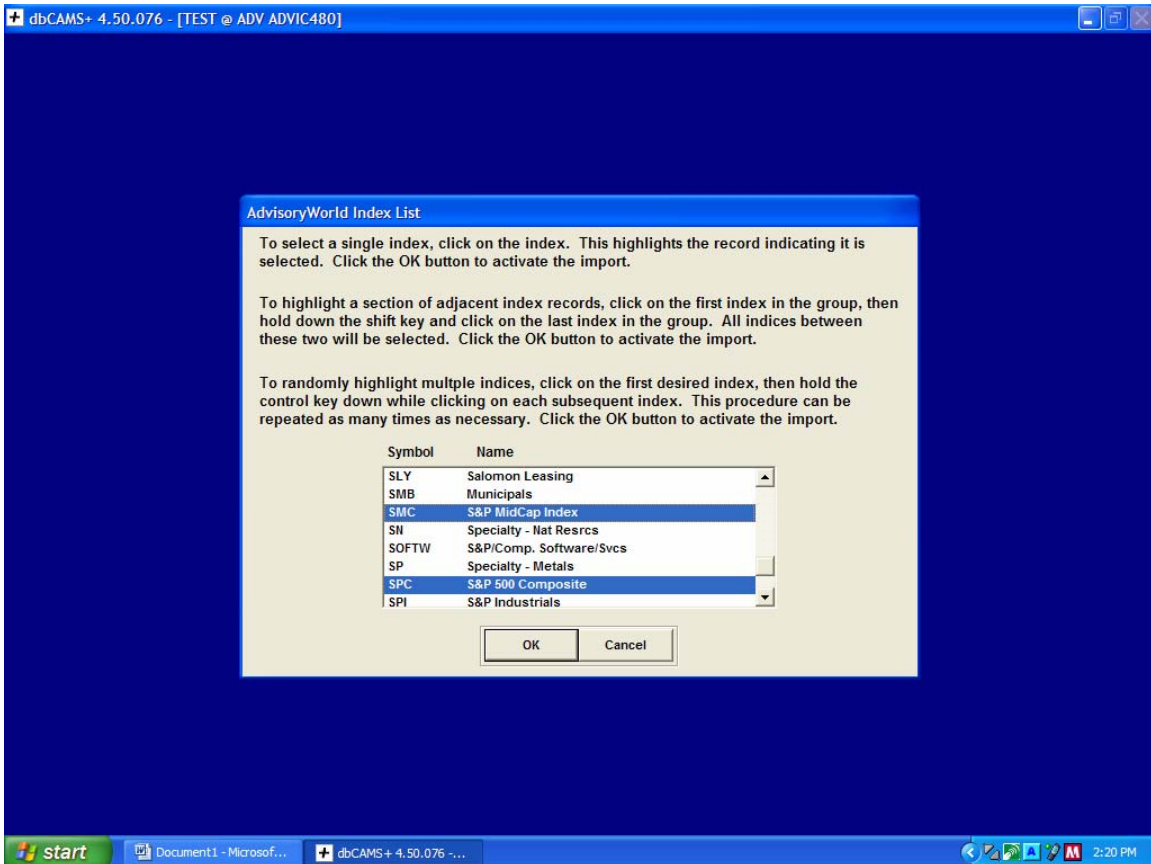 dbCAMS+ 4.50.076 - [TEST @ ADV ADVIC480]
AdvisoryWorld Index List
To select a single index, click on the index. This highlights the record indicating it is
selected. Click the OK button to activate the import.
To highlight a section of adjacent index records, click on the first index in the group, then
hold down the shift key and click on the last index in the group. All indices between
these two will be selected. Click the OK button to activate the import.
To randomly highlight multple indices, click on the first desired index, then hold the
control key down while clicking on each subsequent index. This procedure can be
repeated as many times as necessary. Click the OK button to activate the import.
Symbol Name
SLY Salomon Leasing
SMB Municipals
SMC S&P MidCap Index
SN Specialty - Nat Resrcs
SOFTW S&P/Comp. Software/Svcs
SP Specialty - Metals
SPC S&P 500 Composite
SPI S&P Industrials
OK Cancel
start Document1 - Microsof... dbCAMS+ 4.50.076 -... A M 2:20 PM